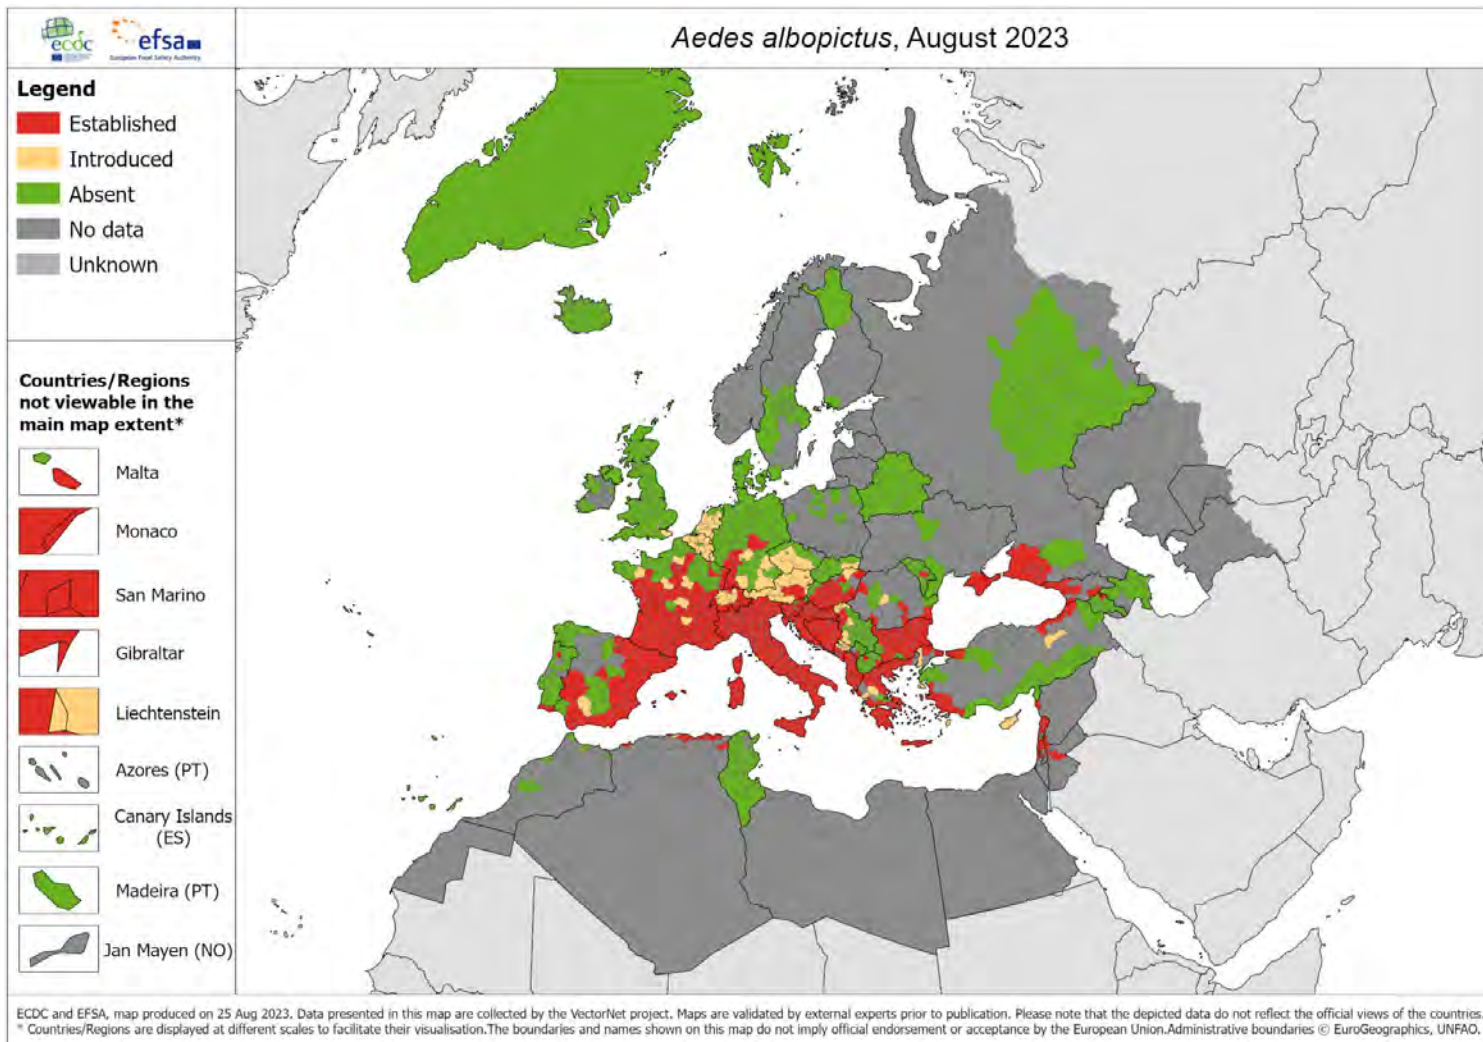 ecdc
efsa
European Food Safety Authority
Aedes albopictus, August 2023
Legend
Established
Introduced
Absent
No data
Unknown
Countries/Regions
not viewable in the
main map extent*
Malta
Monaco
San Marino
Gibraltar
Liechtenstein
Azores (PT)
Canary Islands
(ES)
Madeira (PT)
Jan Mayen (NO)
ECDC and EFSA, map produced on 25 Aug 2023. Data presented in this map are collected by the VectorNet project. Maps are validated by external experts prior to publication. Please note that the depicted data do not reflect the official views of the countries.
* Countries/Regions are displayed at different scales to facilitate their visualisation.The boundaries and names shown on this map do not imply official endorsement or acceptance by the European Union.Administrative boundaries © EuroGeographics, UNFAO.